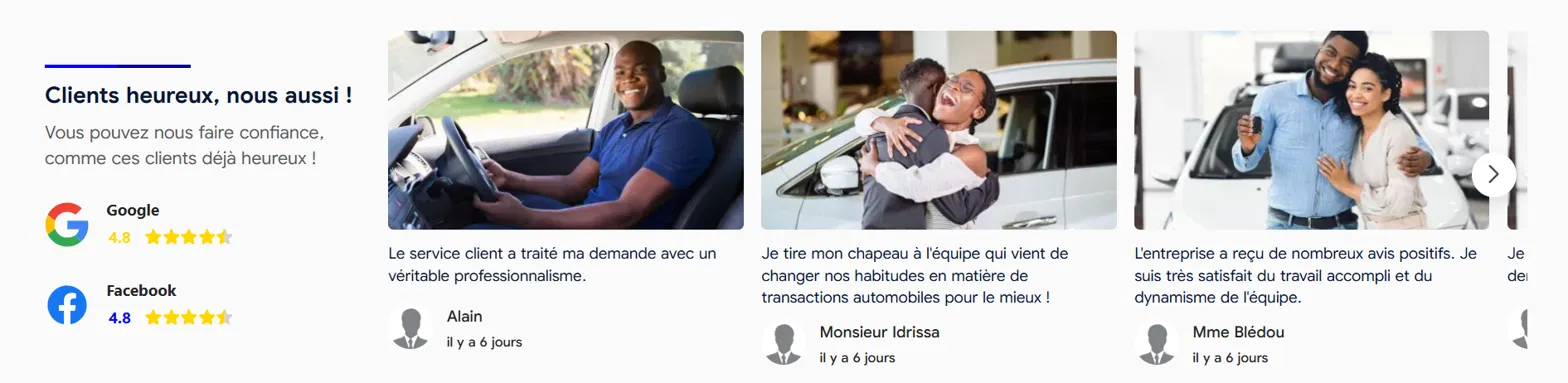 Clients heureux, nous aussi !
Vous pouvez nous faire confiance,
comme ces clients déjà heureux !
Google
4.8
Facebook
4.8
Le service client a traité ma demande avec un
véritable professionnalisme.
Alain
il y a 6 jours
Je tire mon chapeau à l'équipe qui vient de
changer nos habitudes en matière de
transactions automobiles pour le mieux !
Monsieur Idrissa
il y a 6 jours
L'entreprise a reçu de nombreux avis positifs. Je
suis très satisfait du travail accompli et du
dynamisme de l'équipe.
Mme Blédou
il y a 6 jours
Je